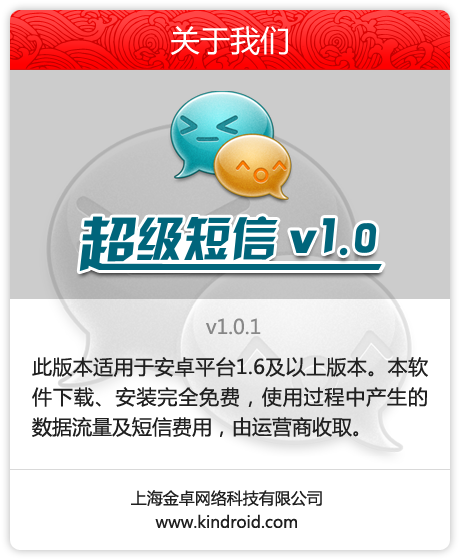 关于我们
超级短信 v1.0
v1.0.1
此版本适用于安卓平台1.6及以上版本。本软
件下载、安装完全免费，使用过程中产生的
数据流量及短信费用，由运营商收取。
上海金卓网络科技有限公司
www.kindroid.com